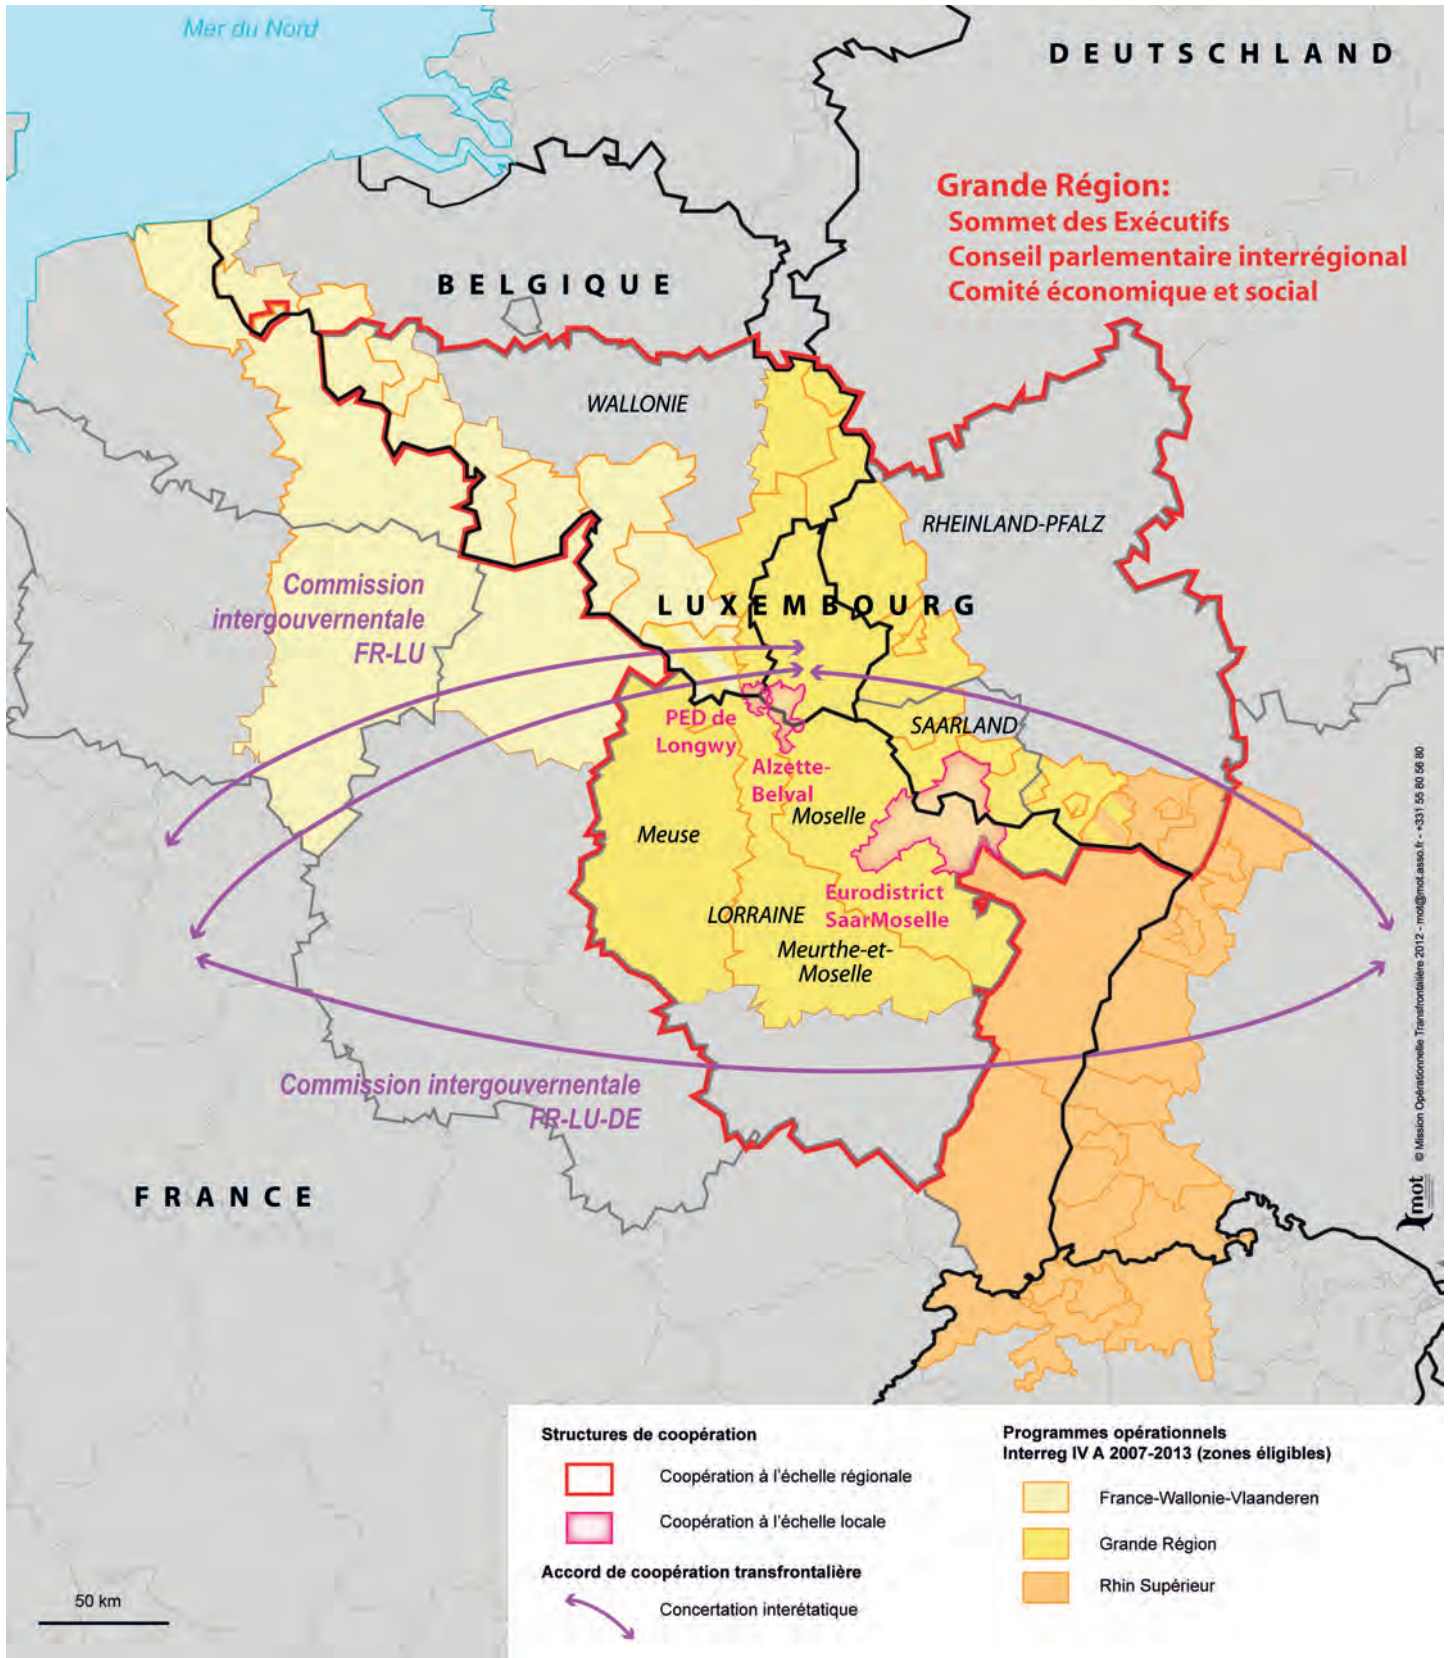 Mer du Nord
DEUTSCHLAND
Grande Région:
Sommet des Exécutifs
Conseil parlementaire interrégional
Comité économique et social
BELGIQUE
WALLONIE
RHEINLAND-PFALZ
Commission
intergouvernentale
FR-LU
LUXEMBOURG
PED de
Longwy
SAARLAND
Alzette-
Belval
Moselle
Meuse
Eurodistrict
SaarMoselle
LORRAINE
Meurthe-et-
Moselle
Commission intergouvernentale
FR-LU-DE
FRANCE
© Mission Opérationnelle Transfrontalière 2012 - mot@mot.asso.fr - +331 55 80 56 80
mot
Structures de coopération
Coopération à l'échelle régionale
Coopération à l'échelle locale
Accord de coopération transfrontalière
Concertation interétatique
Programmes opérationnels
Interreg IV A 2007-2013 (zones éligibles)
France-Wallonie-Vlaanderen
Grande Région
Rhin Supérieur
50 km